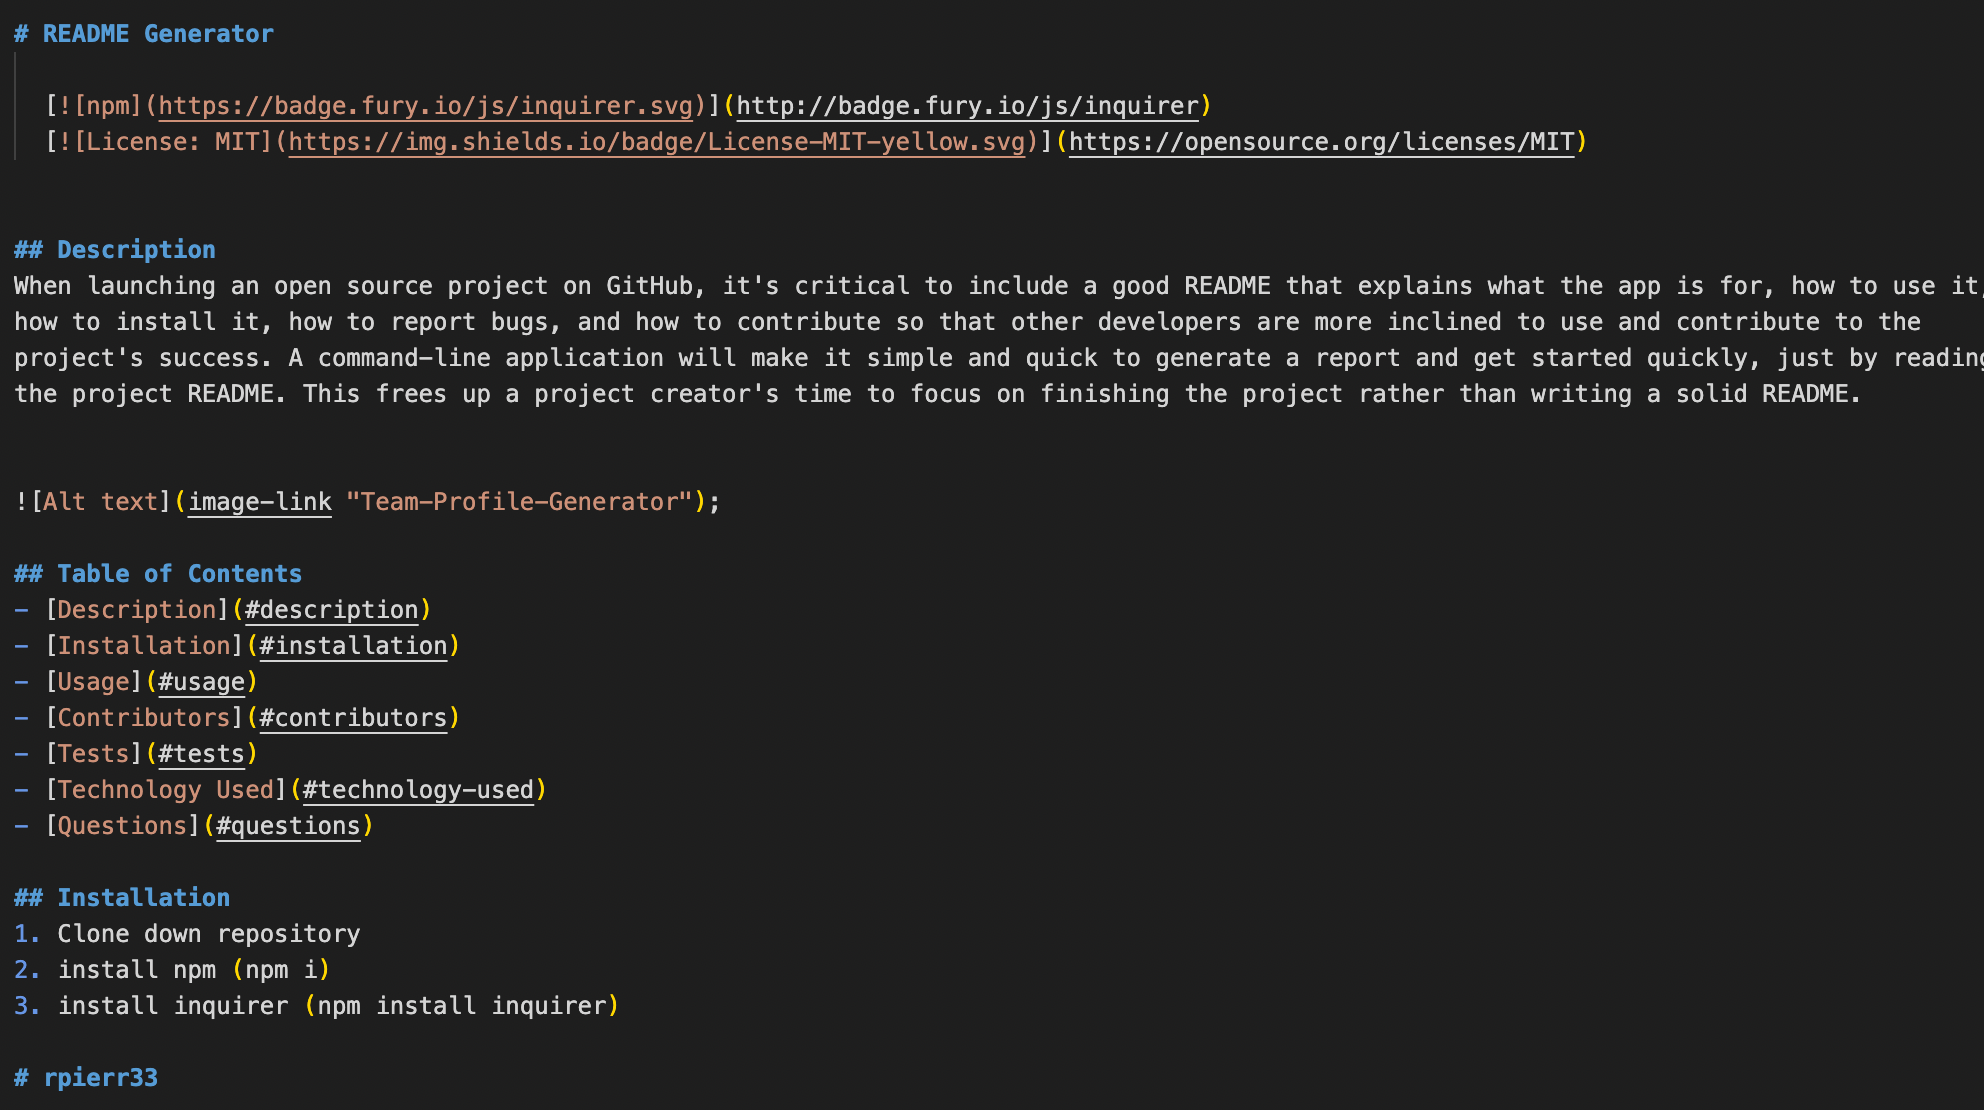 # README Generator
[![npm](https://badge.fury.io/js/inquirer.svg)](http://badge.fury.io/js/inquirer)
[![License: MIT](https://img.shields.io/badge/License-MIT-yellow.svg)](https://opensource.org/licenses/MIT)
## Description
When launching an open source project on GitHub, it's critical to include a good README that explains what the app is for, how to use it,
how to install it, how to report bugs, and how to contribute so that other developers are more inclined to use and contribute to the
project's success. A command-line application will make it simple and quick to generate a report and get started quickly, just by reading
the project README. This frees up a project creator's time to focus on finishing the project rather than writing a solid README.
![Alt text](image-link "Team-Profile-Generator");
## Table of Contents
- [Description](#description)
- [Installation](#installation)
- [Usage](#usage)
- [Contributors](#contributors)
- [Tests](#tests)
- [Technology Used](#technology-used)
- [Questions](#questions)
## Installation
1. Clone down repository
2. install npm (npm i)
3. install inquirer (npm install inquirer)
# rpierr33